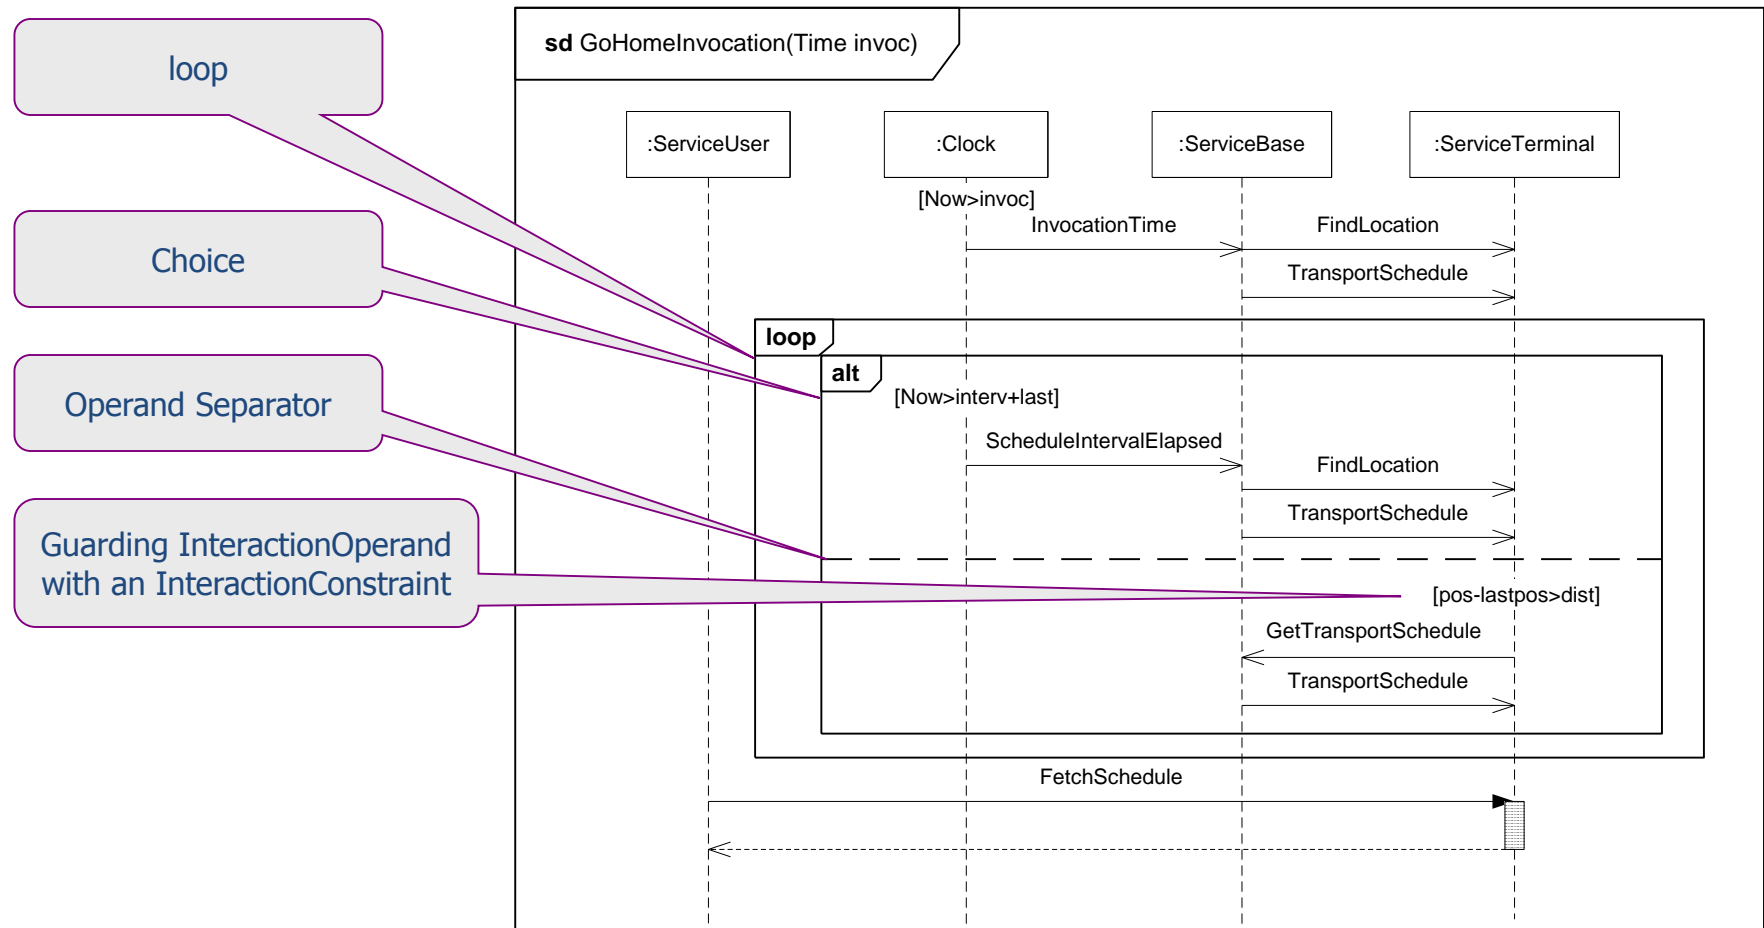 loop
Choice
Operand Separator
Guarding InteractionOperand
with an InteractionConstraint
sd GoHomeInvocation(Time invoc)
:ServiceUser
:Clock
:ServiceBase
:ServiceTerminal
[Now>invoc]
InvocationTime
FindLocation
TransportSchedule
loop
alt
[Now>interv+last]
ScheduleIntervalElapsed
FindLocation
TransportSchedule
[pos-lastpos>dist]
GetTransportSchedule
TransportSchedule
FetchSchedule